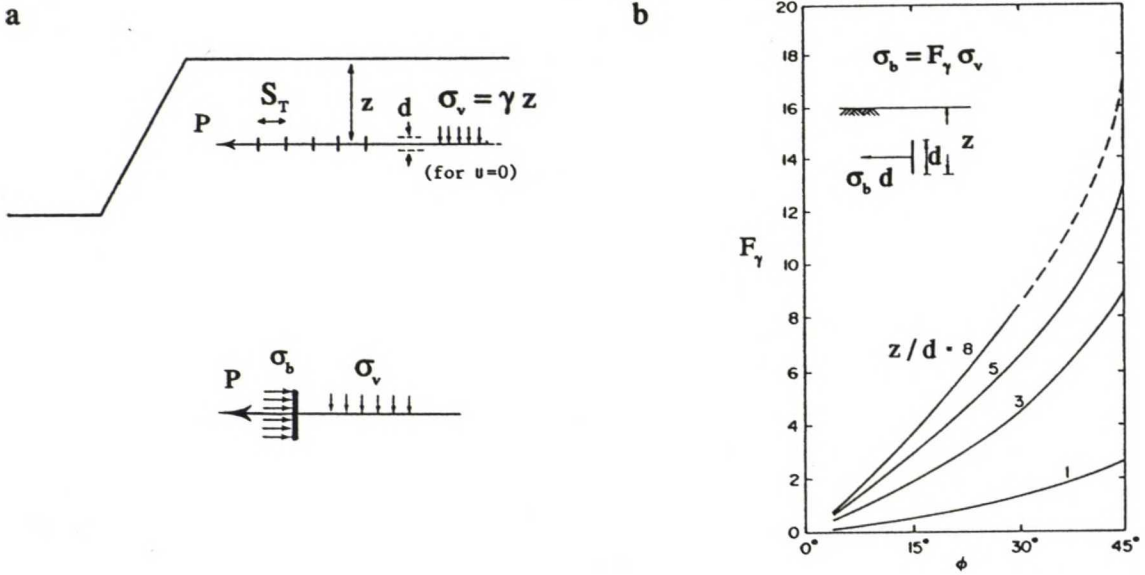 a
S_T
P
z
d
σ_v = γ z
(for u=0)
P
σ_b
σ_v
b
20
18
16
14
12
10
8
6
4
2
0
F_γ
σ_b = F_γ σ_v
z
d
σ_b d
z/d · 8
5
3
1
0° 15° 30° 45°
φ